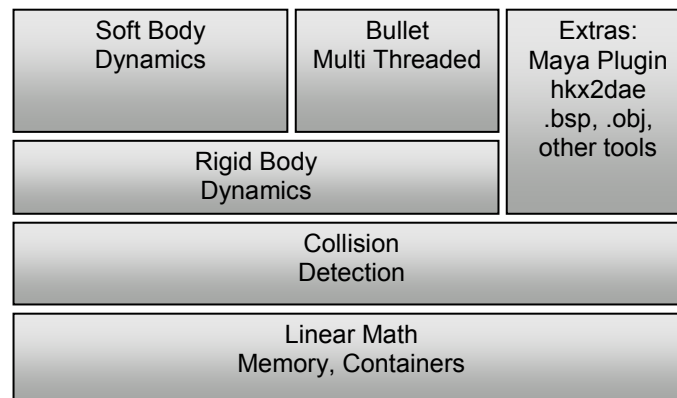 Soft Body
Dynamics
Bullet
Multi Threaded
Extras:
Maya Plugin
hkx2dae
.bsp, .obj,
other tools
Rigid Body
Dynamics
Collision
Detection
Linear Math
Memory, Containers